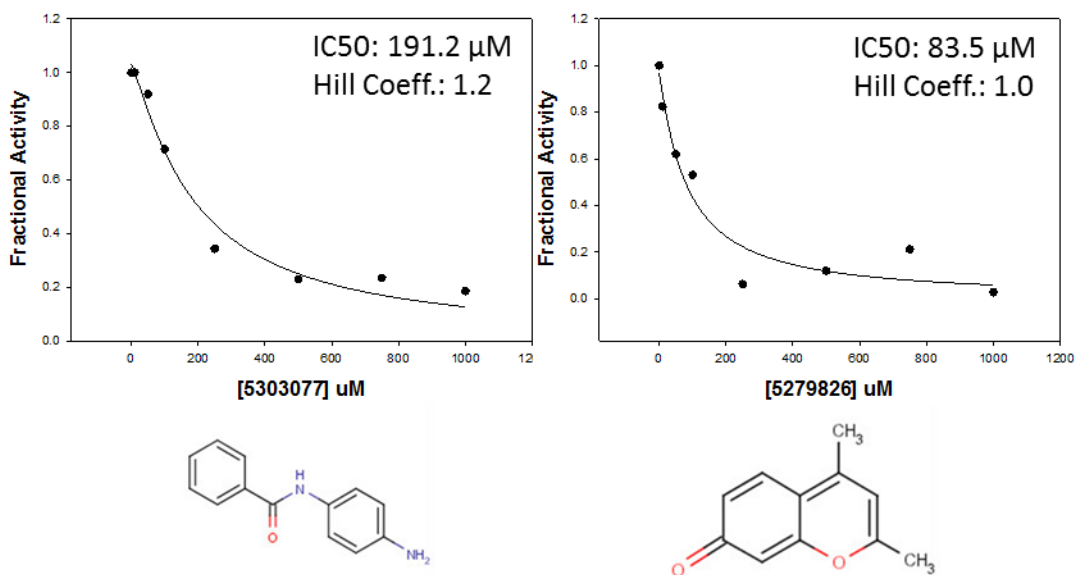 1.2
1.0
0.8
0.6
0.4
0.2
0.0
Fractional Activity
IC50: 191.2 µM
Hill Coeff.: 1.2
0 200 400 600 800 1000 12
[5303077] uM
1.2
1.0
0.8
0.6
0.4
0.2
0.0
Fractional Activity
IC50: 83.5 µM
Hill Coeff.: 1.0
0 200 400 600 800 1000 1200
[5279826] uM
H
N
O
NH2
CH3
O
O
CH3